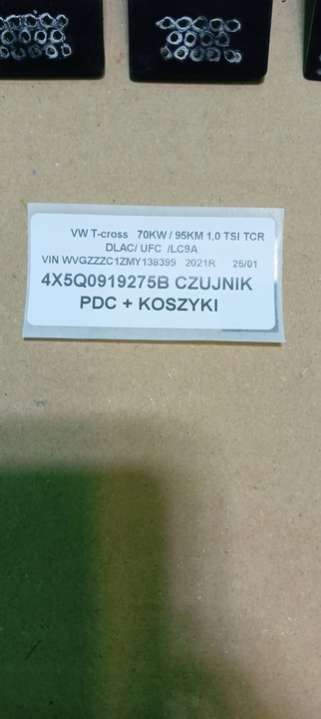 VW T-cross 70KW / 95KM 1,0 TSI TCR
DLAC/ UFC /LC9A
VIN WVGZZZC1ZMY138399 2021R 25/01
4X5Q0919275B CZUJNIK
PDC + KOSZYKI